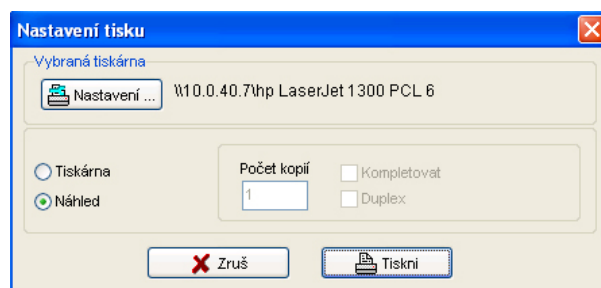 Nastavení tisku
Vybraná tiskárna
Nastavení ...
\\10.0.40.7\hp LaserJet 1300 PCL 6
Tiskárna
Náhled
Počet kopií
1
Kompletovat
Duplex
Zruš
Tiskni